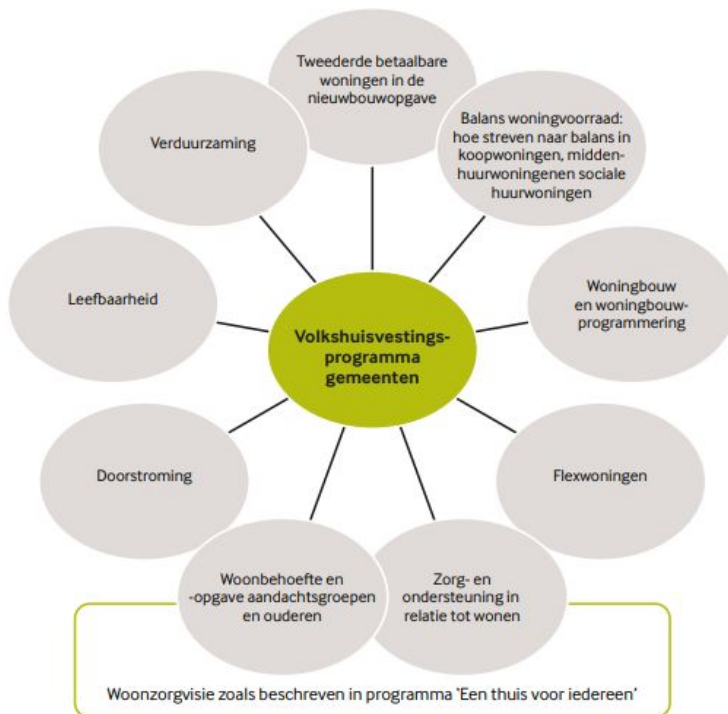 Tweederde betaalbare
woningen in de
nieuwbouwopgave
Balans woningvoorraad:
hoe streven naar balans in
koopwoningen, midden-
huurwoningenen sociale
huurwoningen
Verduurzaming
Woningbouw
en woningbouw-
programmering
Leefbaarheid
Volkshuisvestings-
programma
gemeenten
Doorstroming
Flexwoningen
Woonbehoefte en
-opgave aandachtsgroepen
en ouderen
Zorg- en
ondersteuning in
relatie tot wonen
Woonzorgvisie zoals beschreven in programma 'Een thuis voor iedereen'